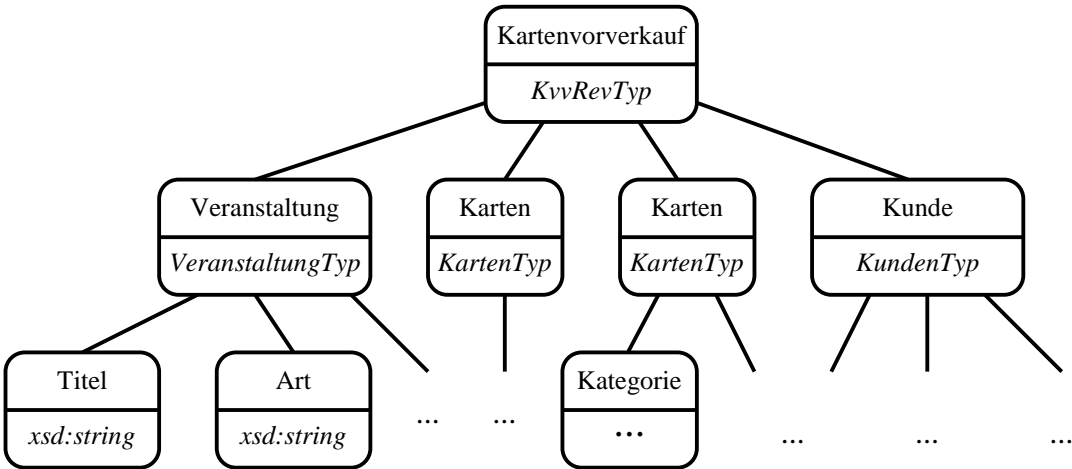 Kartenvorverkauf
KvvRevTyp
Veranstaltung
VeranstaltungTyp
Karten
KartenTyp
Karten
KartenTyp
Kunde
KundenTyp
Titel
xsd:string
Art
xsd:string
...
...
Kategorie
...
...
...
...